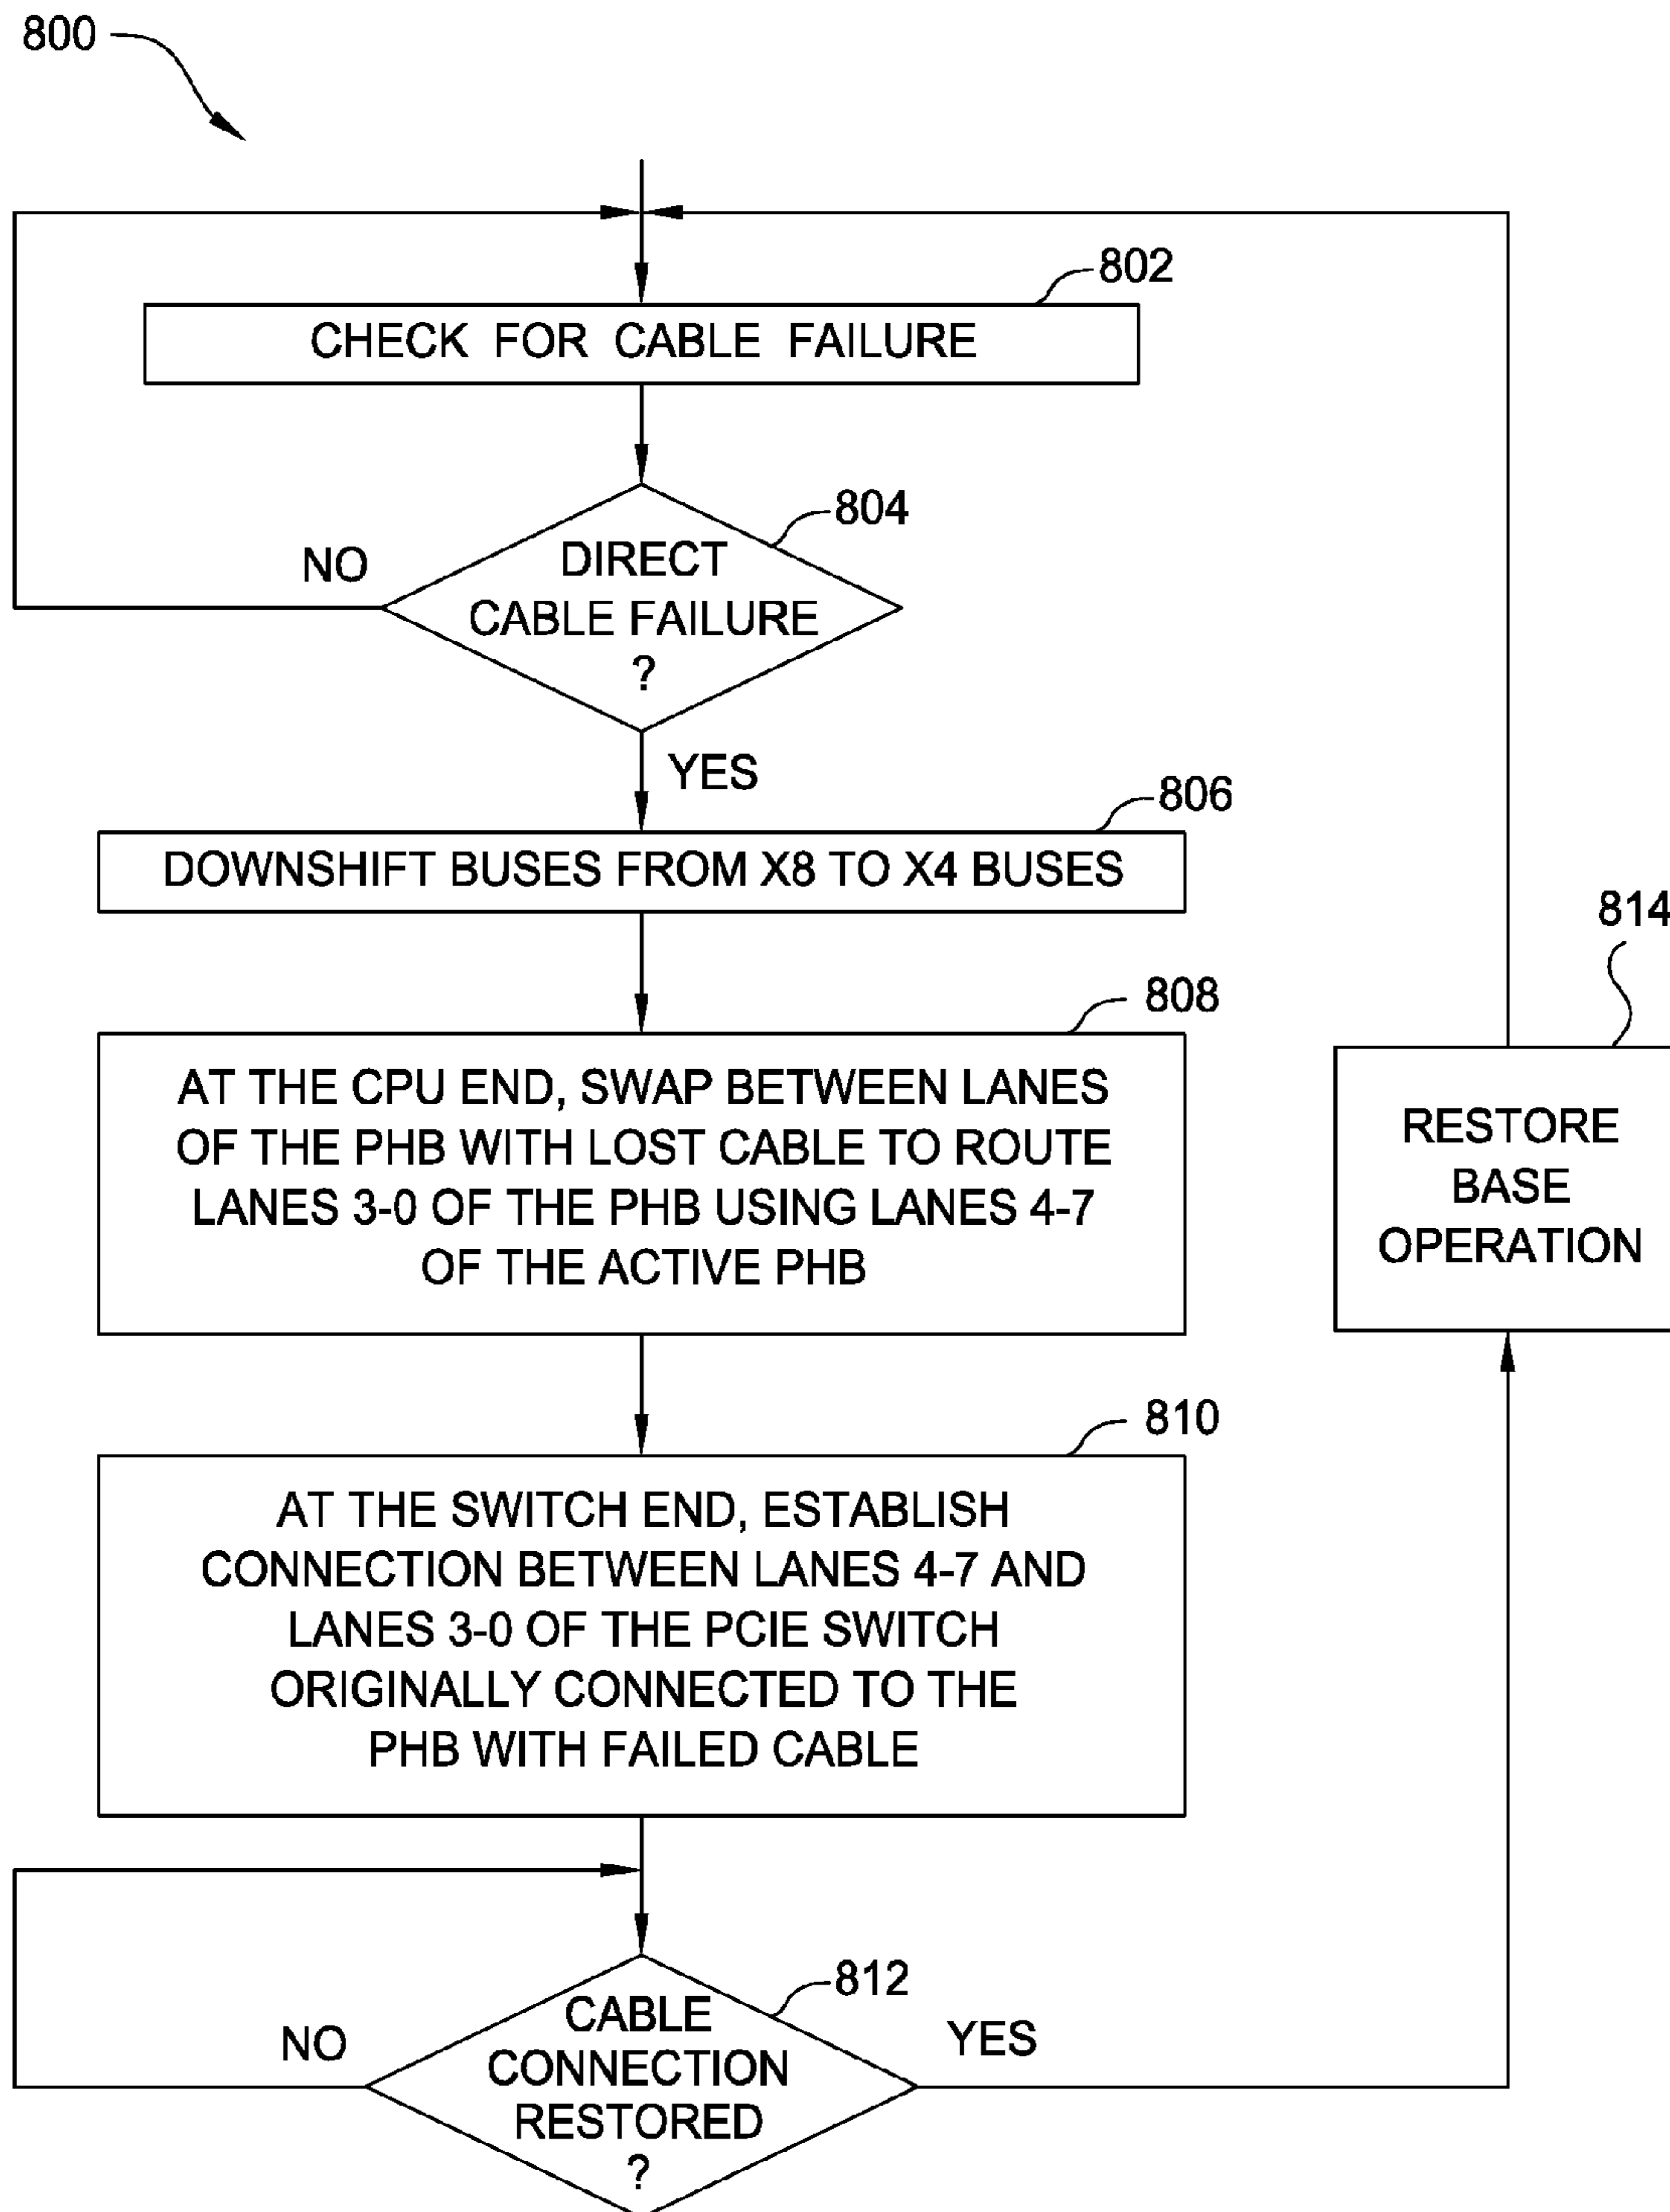 800
802
CHECK FOR CABLE FAILURE
804
DIRECT
CABLE FAILURE
?
NO
YES
806
DOWNSHIFT BUSES FROM X8 TO X4 BUSES
808
AT THE CPU END, SWAP BETWEEN LANES
OF THE PHB WITH LOST CABLE TO ROUTE
LANES 3-0 OF THE PHB USING LANES 4-7
OF THE ACTIVE PHB
810
AT THE SWITCH END, ESTABLISH
CONNECTION BETWEEN LANES 4-7 AND
LANES 3-0 OF THE PCIE SWITCH
ORIGINALLY CONNECTED TO THE
PHB WITH FAILED CABLE
812
CABLE
CONNECTION
RESTORED
?
NO
YES
814
RESTORE
BASE
OPERATION